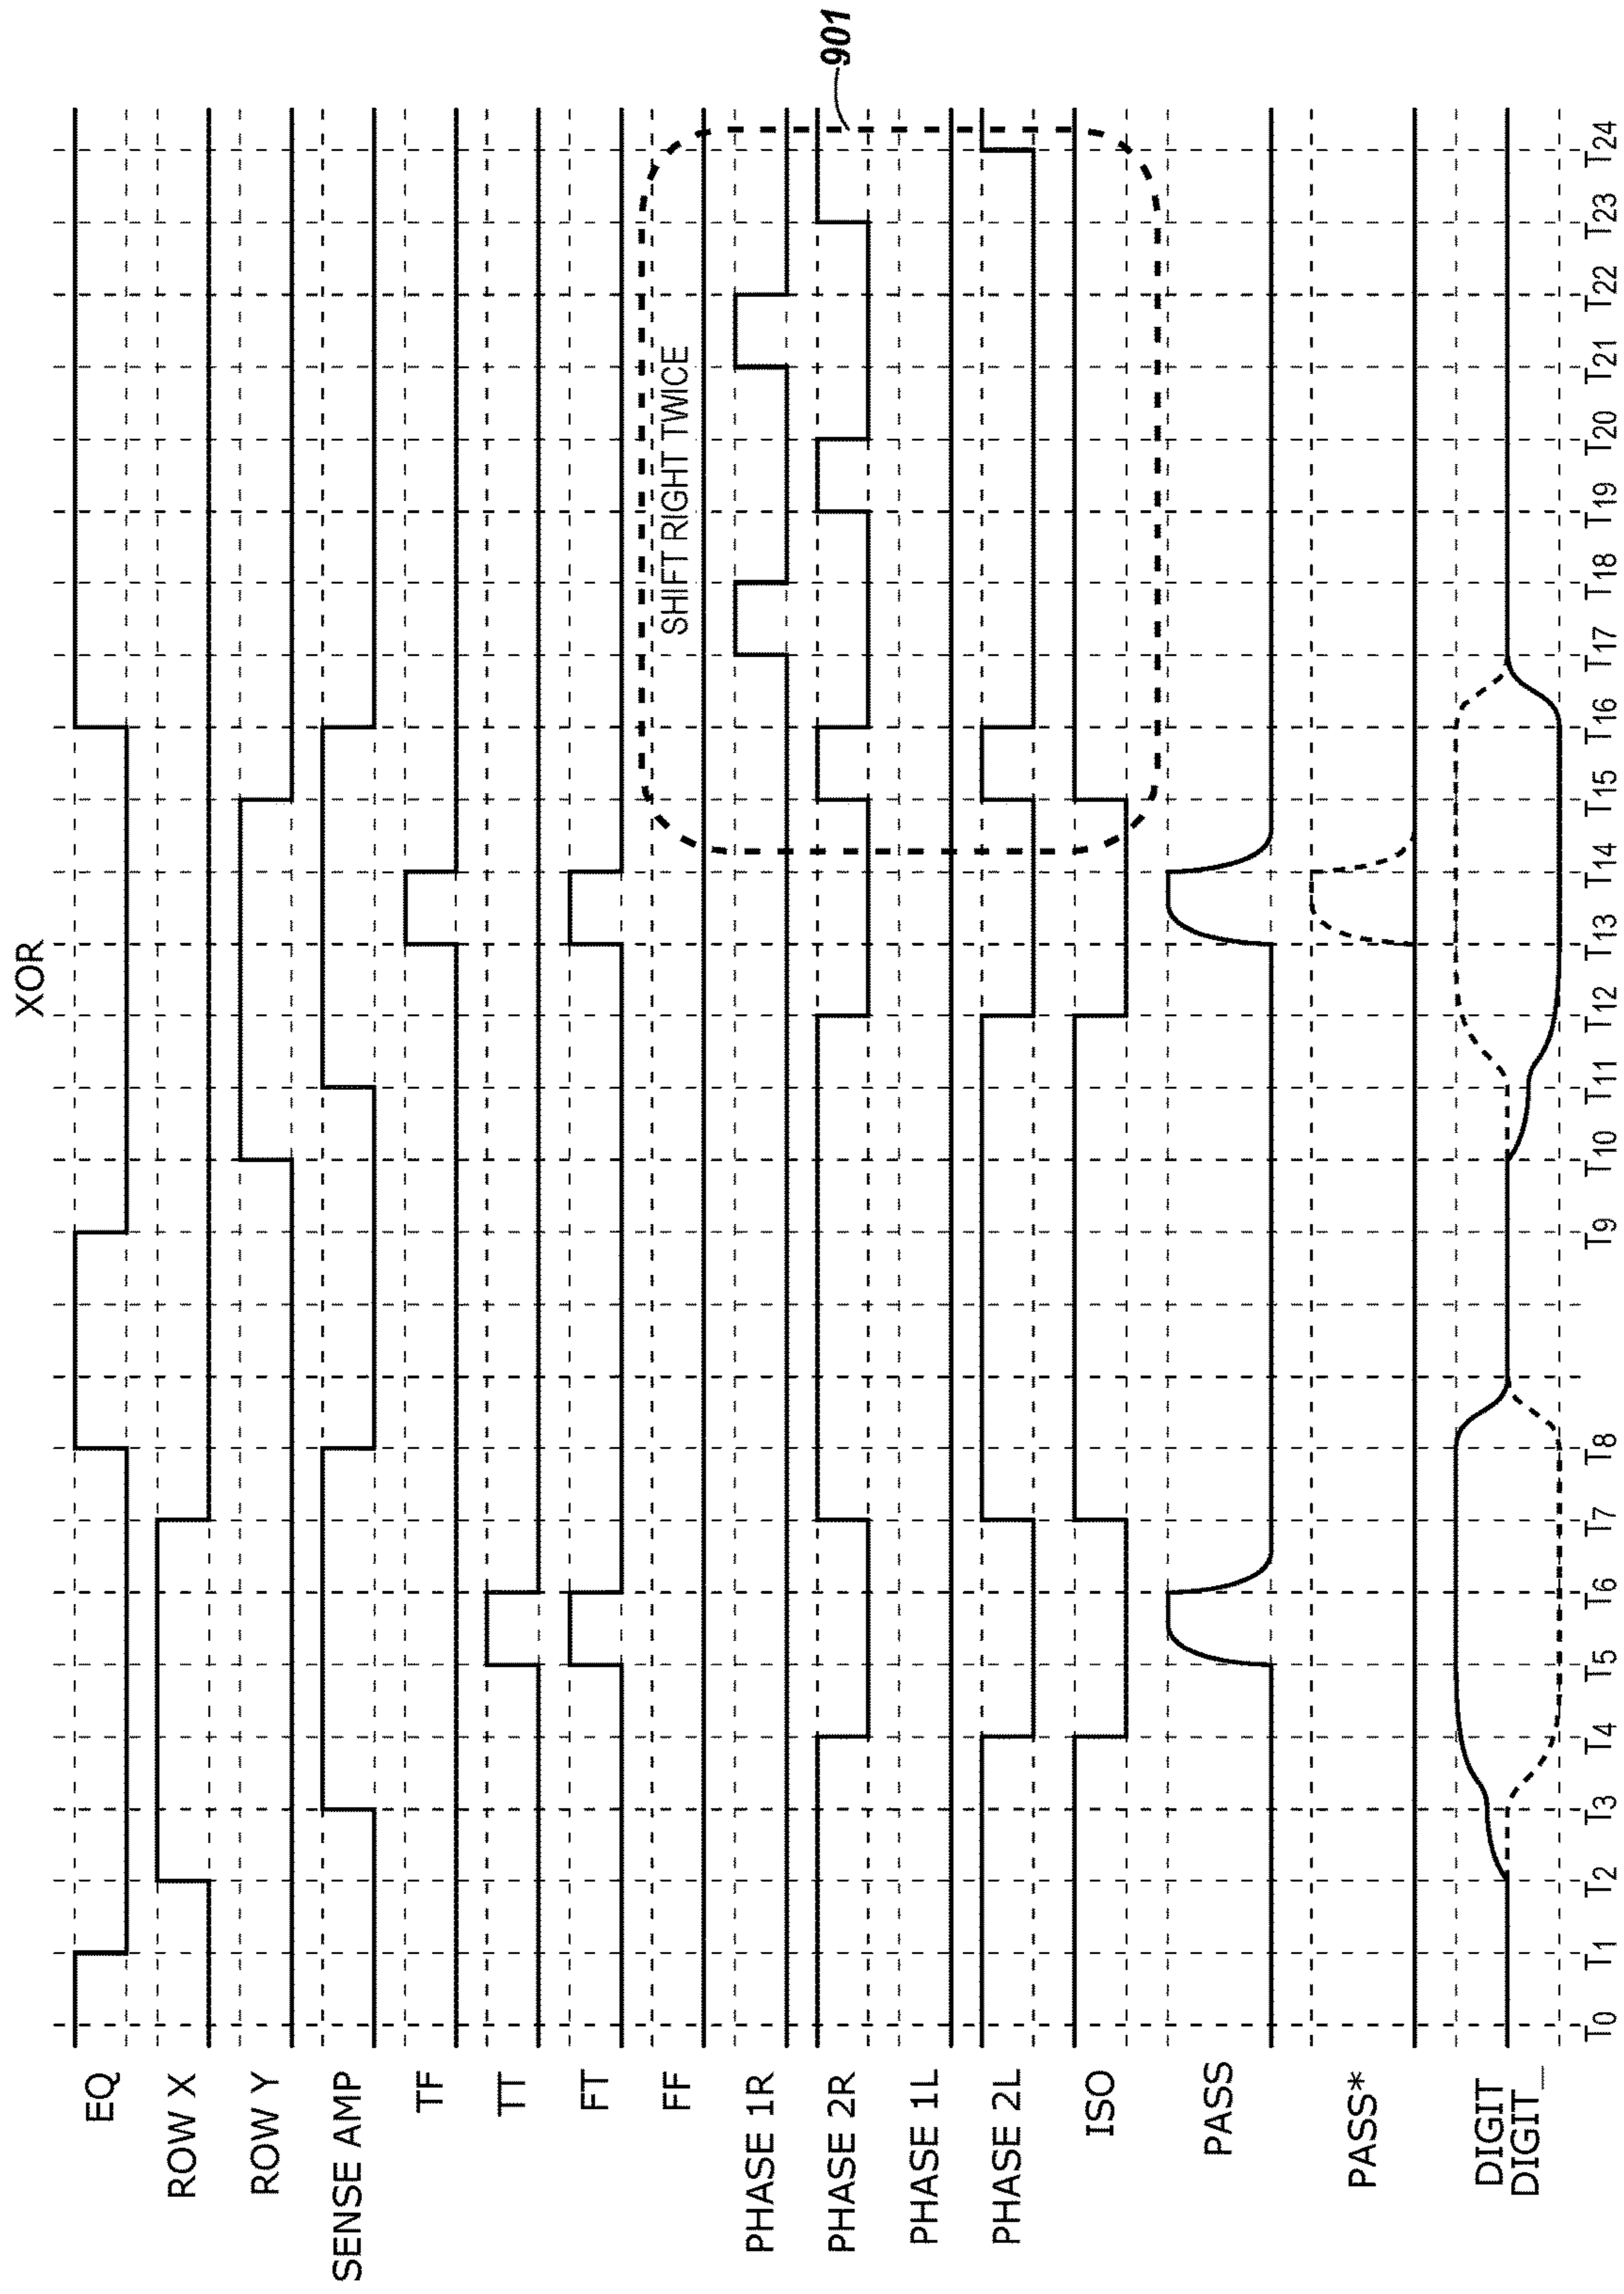 XOR
EQ
ROW X
ROW Y
SENSE AMP
TF
TT
FT
FF
SHIFT RIGHT TWICE
901
PHASE 1R
PHASE 2R
PHASE 1L
PHASE 2L
ISO
PASS
PASS*
DIGIT
DIGIT_
T0 T1 T2 T3 T4 T5 T6 T7 T8 T9 T10 T11 T12 T13 T14 T15 T16 T17 T18 T19 T20 T21 T22 T23 T24